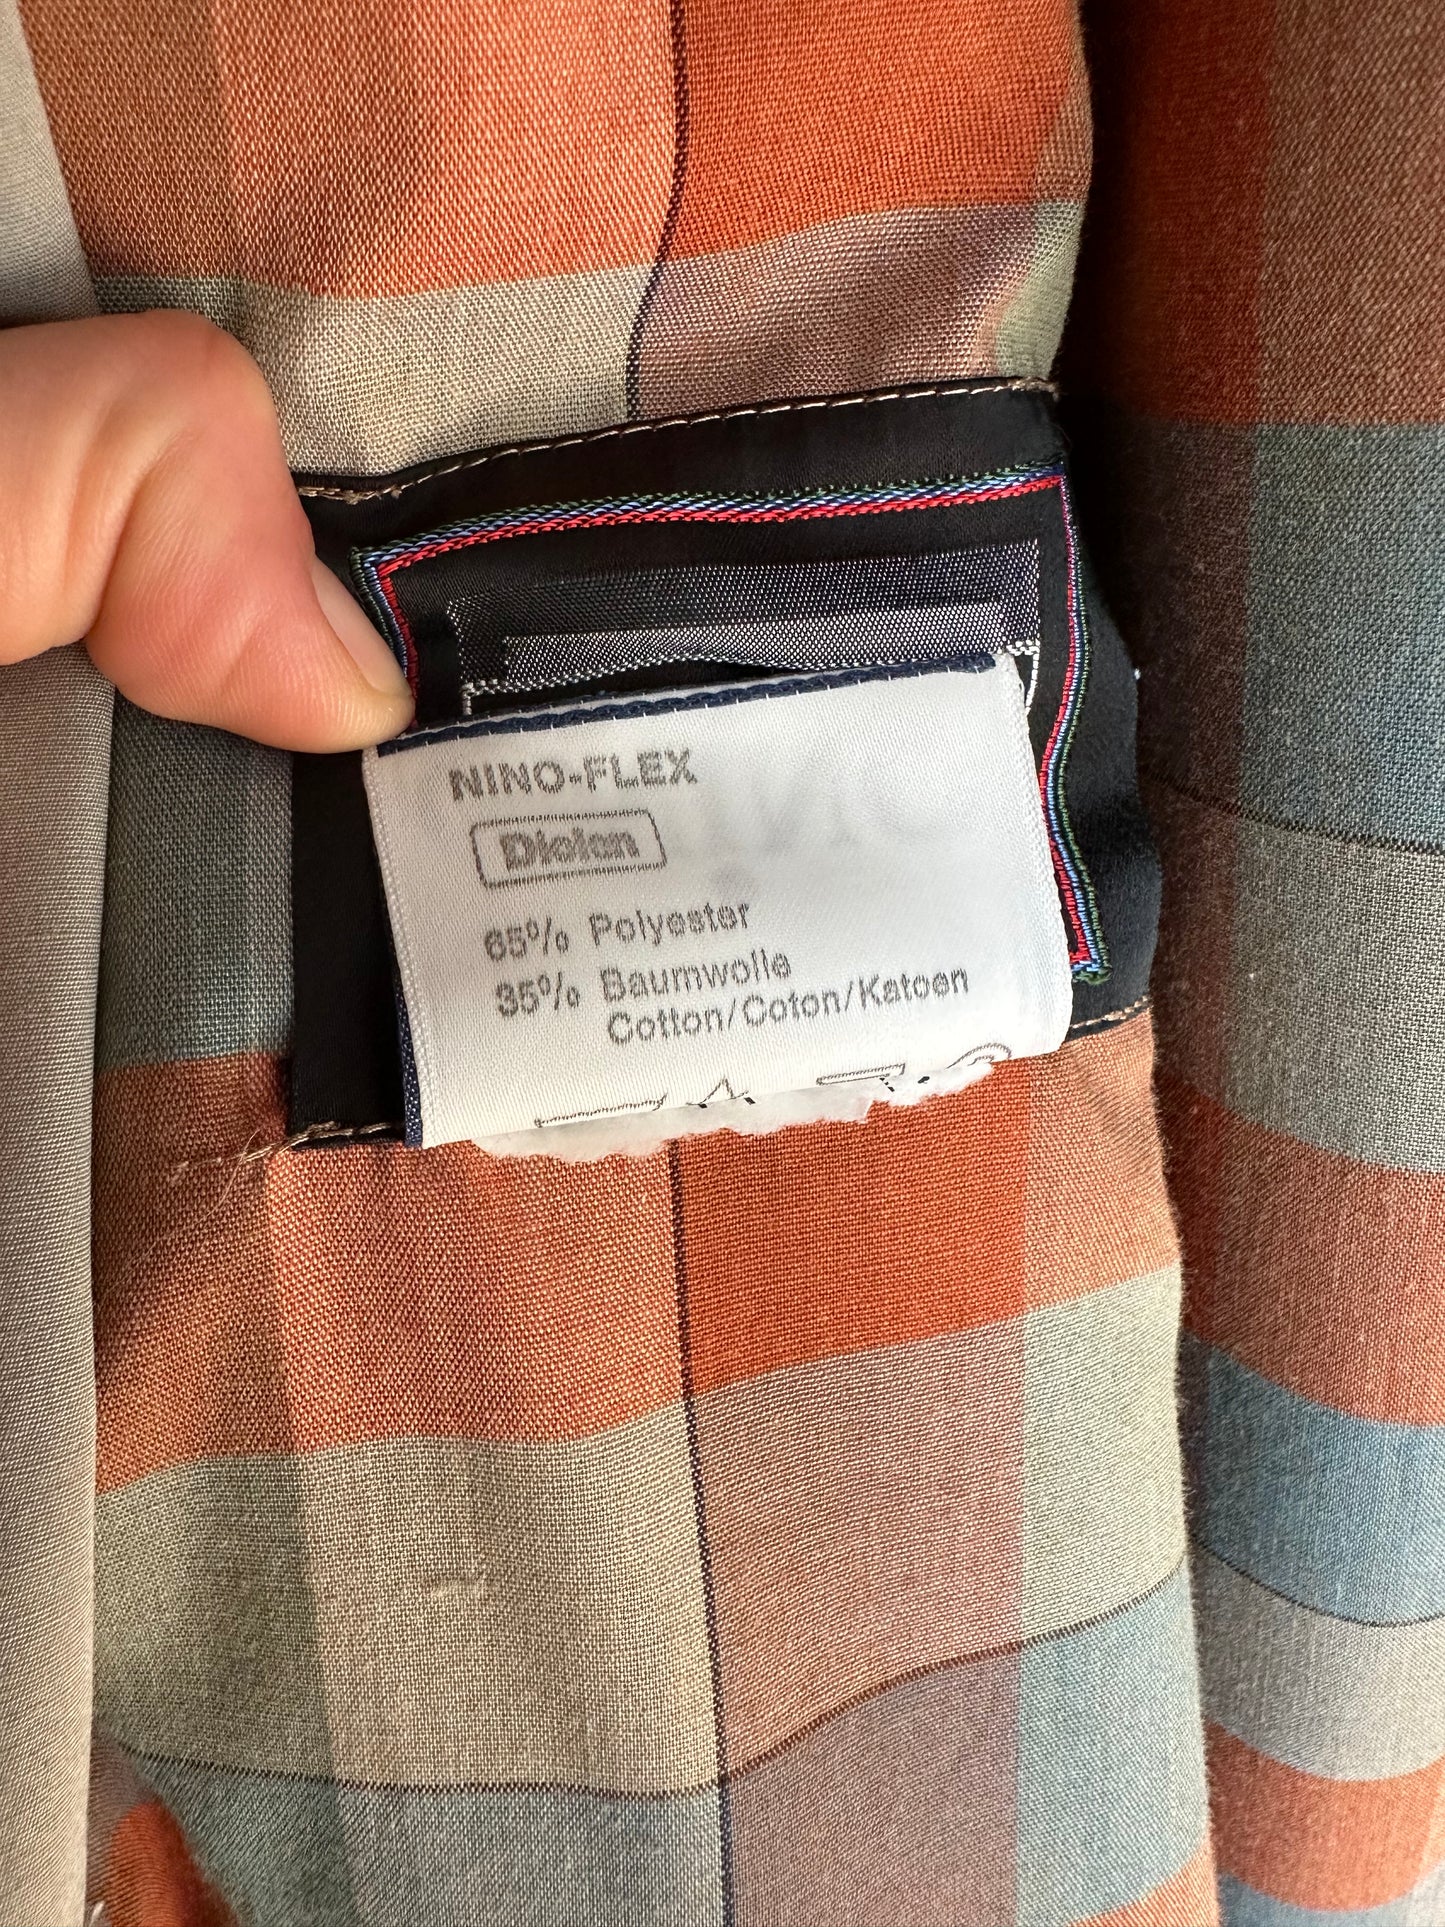 NINO-FLEX
Diolen
65% Polyester
35% Baumwolle
Cotton/Coton/Katoen